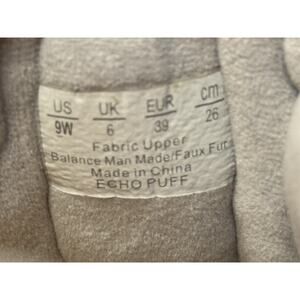 US UK EUR cm
9W 6 39 26
Fabric Upper
Balance Man Made/Faux Fur
Made in China
ECHO PUFF